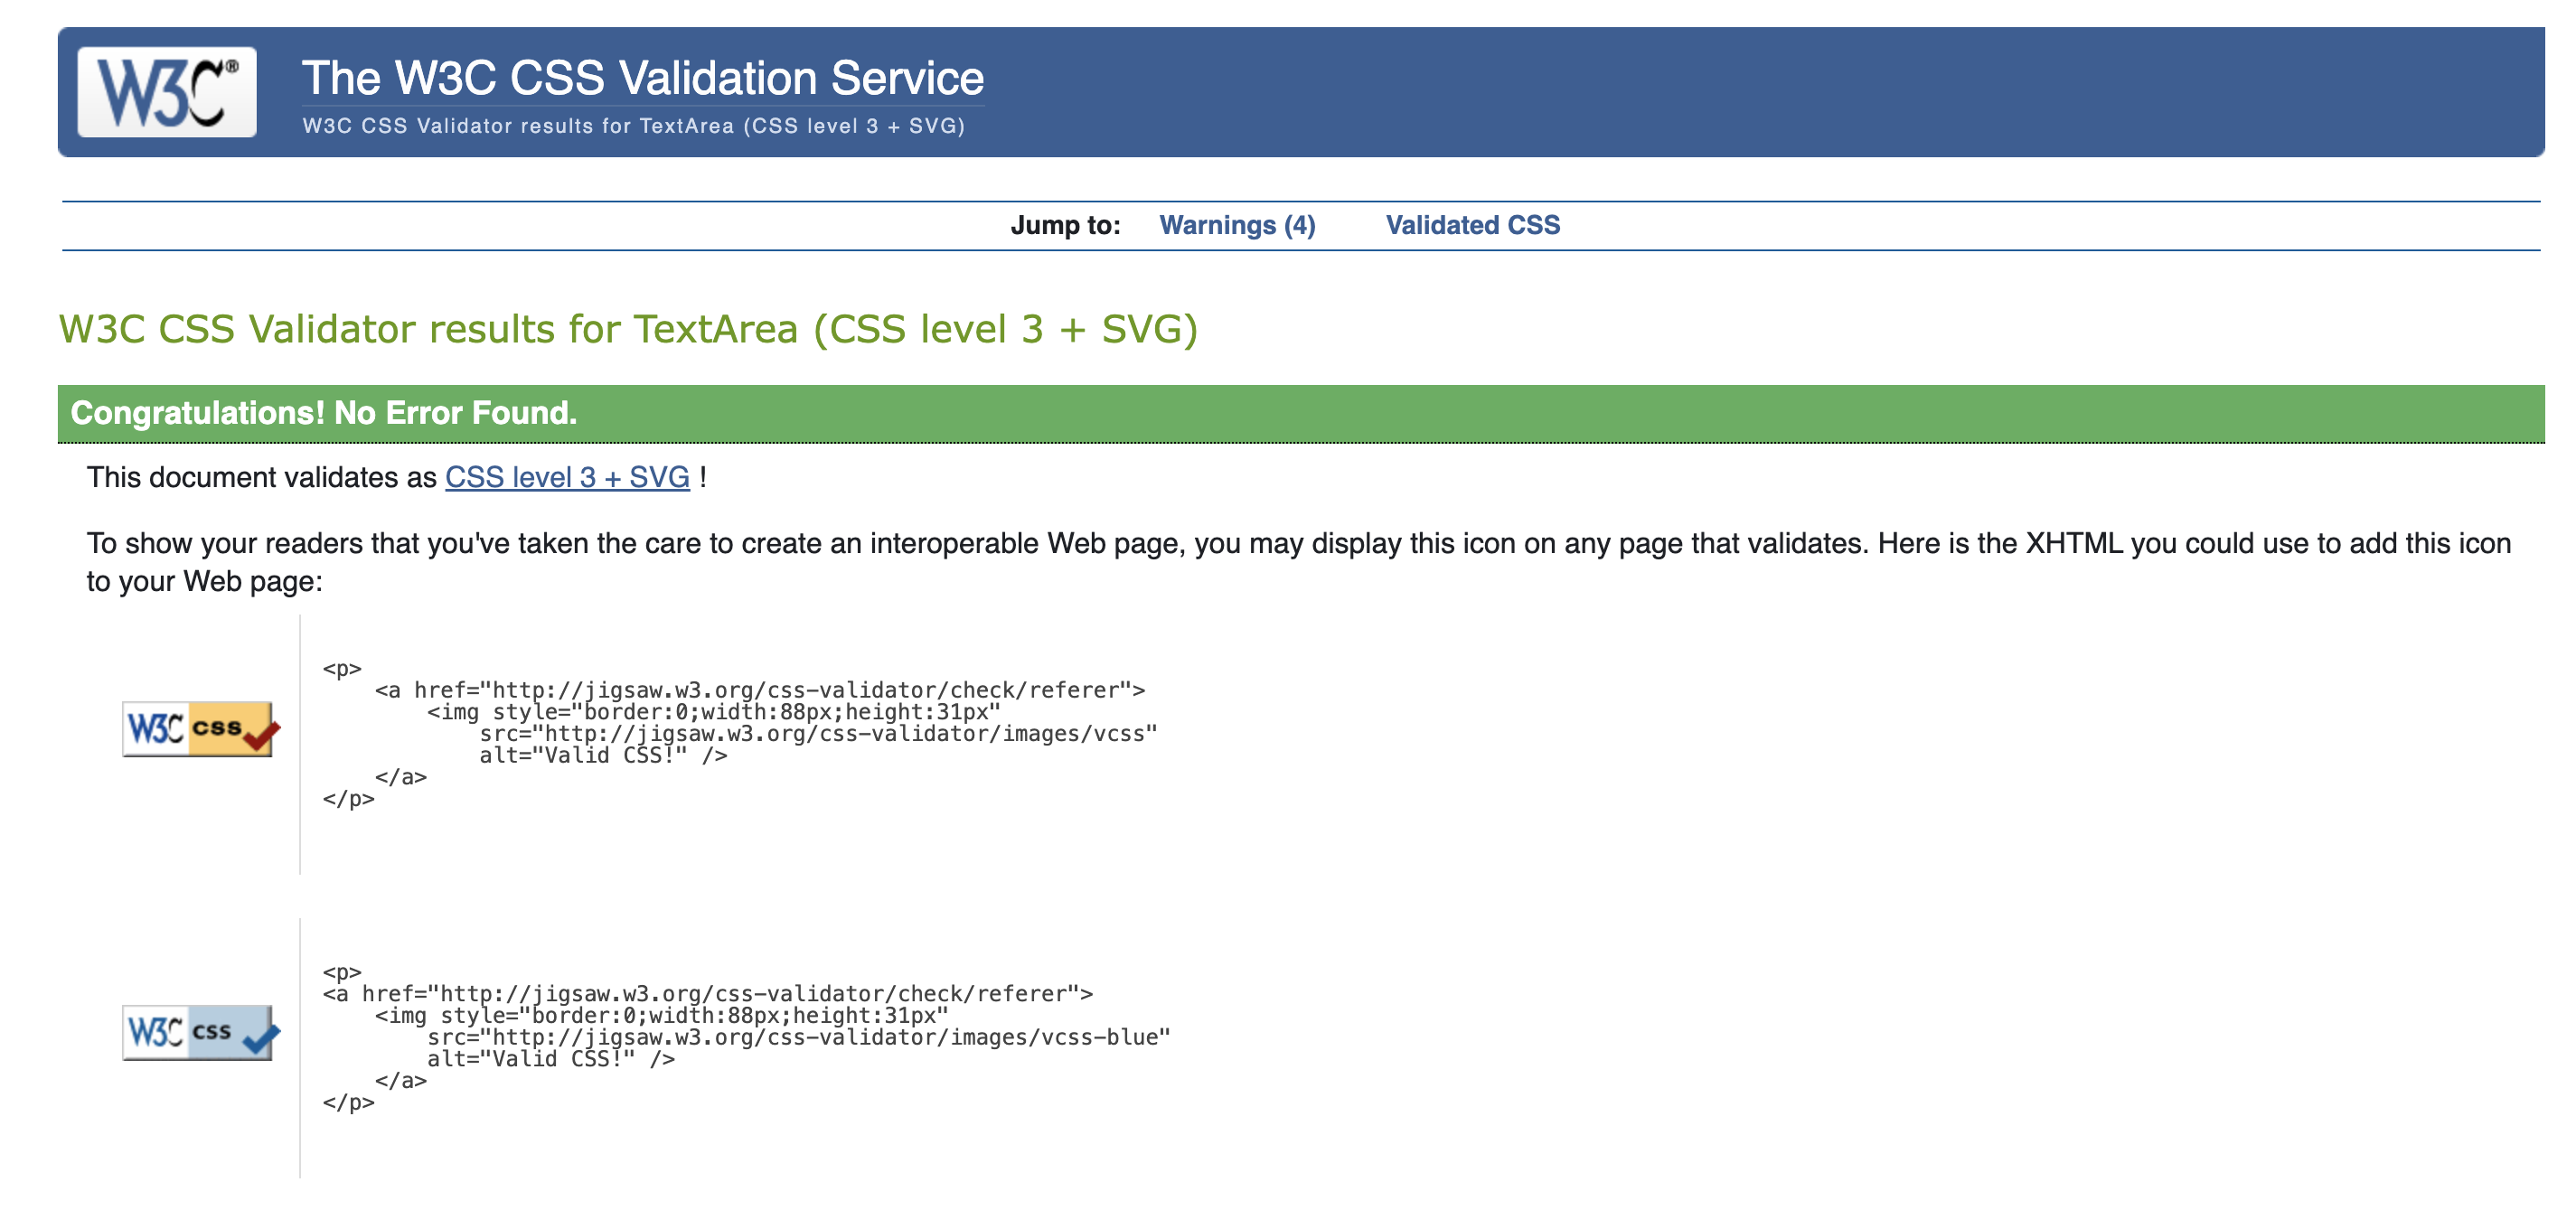 W3C®
The W3C CSS Validation Service
W3C CSS Validator results for TextArea (CSS level 3 + SVG)
Jump to: Warnings (4) Validated CSS
W3C CSS Validator results for TextArea (CSS level 3 + SVG)
Congratulations! No Error Found.
This document validates as CSS level 3 + SVG !
To show your readers that you've taken the care to create an interoperable Web page, you may display this icon on any page that validates. Here is the XHTML you could use to add this icon
to your Web page:
W3C css
<p>
    <a href="http://jigsaw.w3.org/css-validator/check/referer">
        <img style="border:0;width:88px;height:31px"
            src="http://jigsaw.w3.org/css-validator/images/vcss"
            alt="Valid CSS!" />
    </a>
</p>
W3C css
<p>
<a href="http://jigsaw.w3.org/css-validator/check/referer">
    <img style="border:0;width:88px;height:31px"
        src="http://jigsaw.w3.org/css-validator/images/vcss-blue"
        alt="Valid CSS!" />
    </a>
</p>